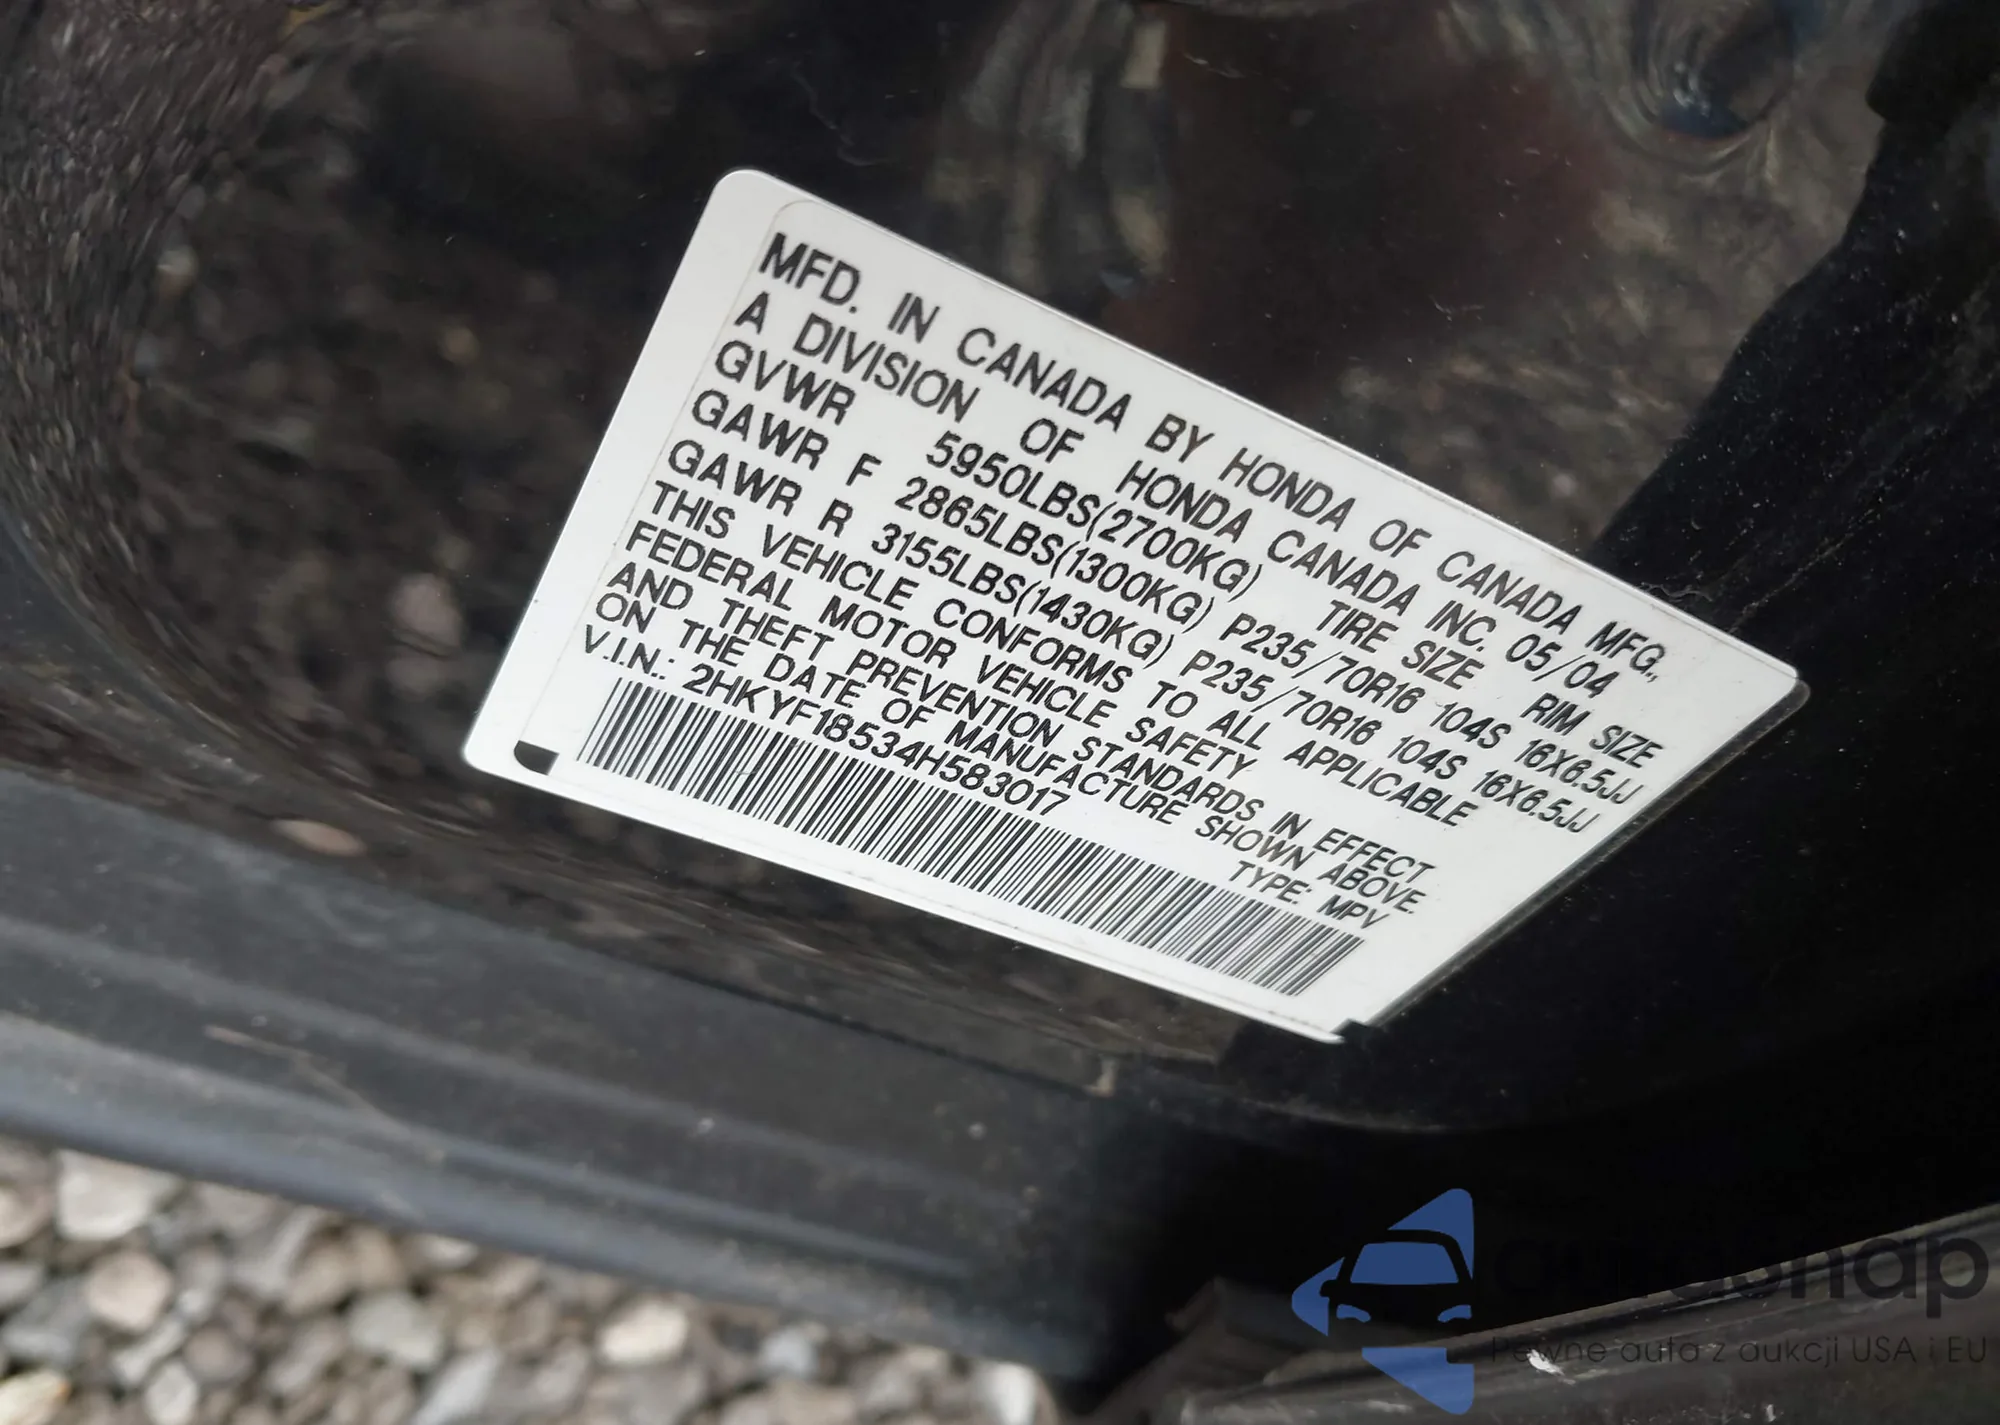 MFD. IN CANADA BY HONDA OF CANADA MFG.,
A DIVISION OF HONDA CANADA INC. 05/04
GVWR 5950LBS(2700KG) TIRE SIZE RIM SIZE
GAWR F 2865LBS(1300KG) P235/70R16 104S 16X6.5JJ
GAWR R 3155LBS(1430KG) P235/70R16 104S 16X6.5JJ
THIS VEHICLE CONFORMS TO ALL APPLICABLE
FEDERAL MOTOR VEHICLE SAFETY
AND THEFT PREVENTION STANDARDS IN EFFECT
ON THE DATE OF MANUFACTURE SHOWN ABOVE.
V.I.N.: 2HKYF18534H583017 TYPE: MPV
Pewne auta z aukcji USA i EU